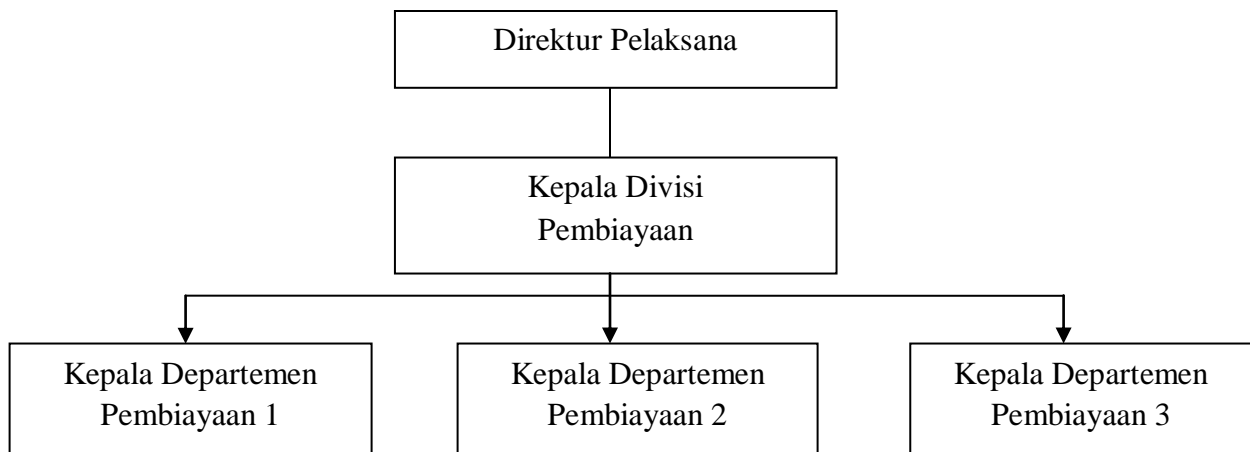 Direktur Pelaksana
Kepala Divisi
Pembiayaan
Kepala Departemen
Pembiayaan 1
Kepala Departemen
Pembiayaan 2
Kepala Departemen
Pembiayaan 3